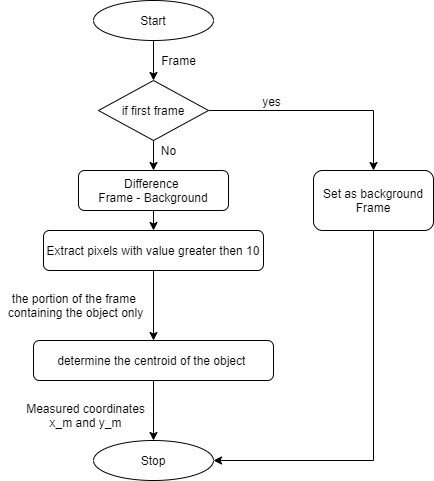 Start
Frame
if first frame
yes
No
Difference
Frame - Background
Set as background
Frame
Extract pixels with value greater then 10
the portion of the frame
containing the object only
determine the centroid of the object
Measured coordinates
x_m and y_m
Stop